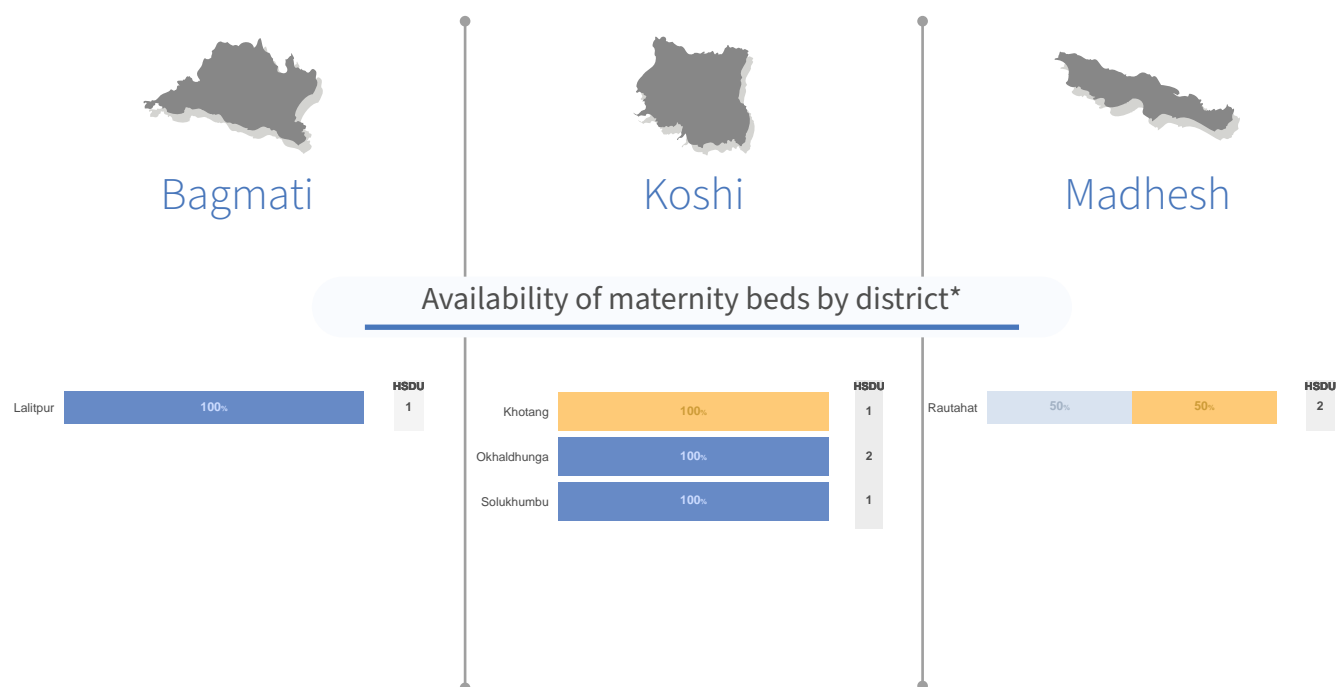 Bagmati
Koshi
Madhesh
Availability of maternity beds by district*
HSDU
Lalitpur 100% 1
HSDU
Khotang 100% 1
Okhaldhunga 100% 2
Solukhumbu 100% 1
HSDU
Rautahat 50% 50% 2